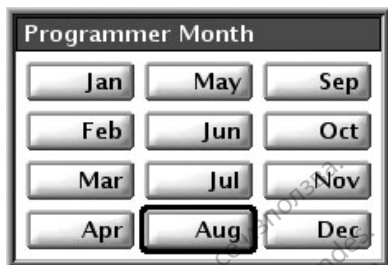 Programmer Month
Jan May Sep
Feb Jun Oct
Mar Jul Nov
Apr Aug Dec